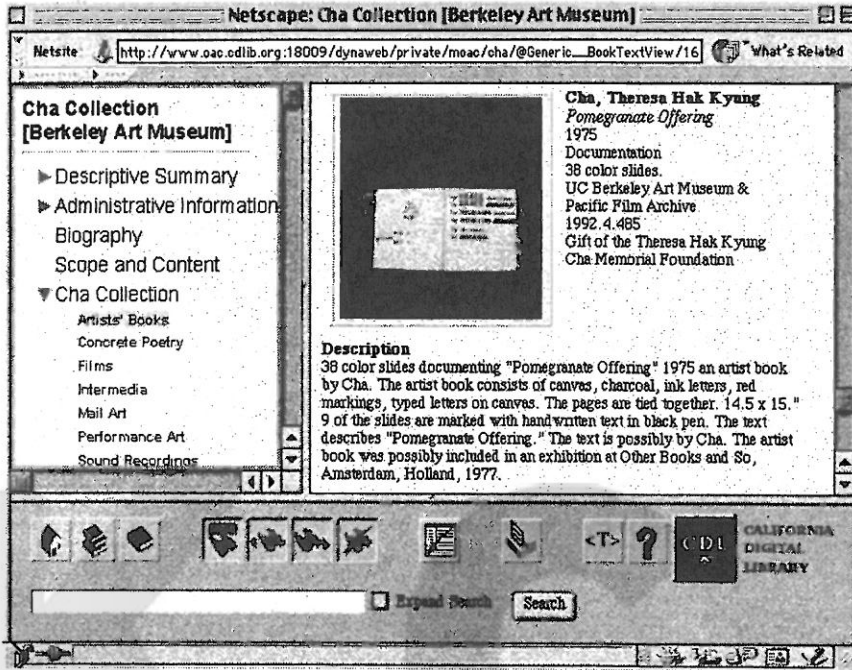 Netscape: Cha Collection [Berkeley Art Museum]
Netsite
http://www.oac.cdlib.org:18009/dynaweb/private/moac/cha/@Generic__BookTextView/16
What's Related
Cha Collection
[Berkeley Art Museum]
Descriptive Summary
Administrative Information
Biography
Scope and Content
Cha Collection
Artists' Books
Concrete Poetry
Films
Intermedia
Mail Art
Performance Art
Sound Recordings
Cha, Theresa Hak Kyung
Pomegranate Offering
1975
Documentation
38 color slides.
UC Berkeley Art Museum &
Pacific Film Archive
1992.4.485
Gift of the Theresa Hak Kyung
Cha Memorial Foundation
Description
38 color slides documenting "Pomegranate Offering" 1975 an artist book
by Cha. The artist book consists of canvas, charcoal, ink letters, red
markings, typed letters on canvas. The pages are tied together. 14.5 x 15."
9 of the slides are marked with handwritten text in black pen. The text
describes "Pomegranate Offering." The text is possibly by Cha. The artist
book was possibly included in an exhibition at Other Books and So,
Amsterdam, Holland, 1977.
<T>
?
CDL
CALIFORNIA
DIGITAL
LIBRARY
Expand Search
Search